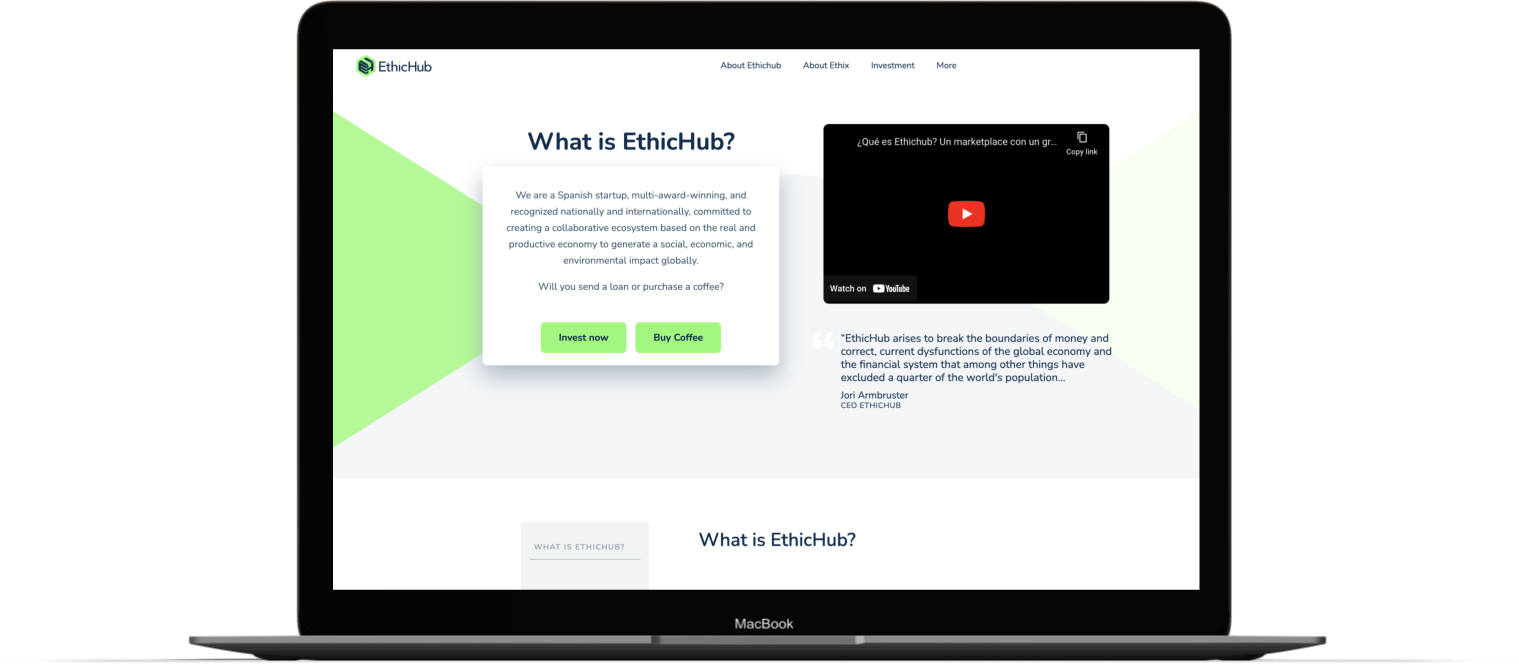 EthicHub
About Ethichub
About Ethix
Investment
More
What is EthicHub?
We are a Spanish startup, multi-award-winning, and
recognized nationally and internationally, committed to
creating a collaborative ecosystem based on the real and
productive economy to generate a social, economic, and
environmental impact globally.
Will you send a loan or purchase a coffee?
Invest now
Buy Coffee
¿Qué es Ethichub? Un marketplace con un gr...
Copy link
Watch on YouTube
“EthicHub arises to break the boundaries of money and
correct, current dysfunctions of the global economy and
the financial system that among other things have
excluded a quarter of the world's population...
Jori Armbruster
CEO ETHICHUB
WHAT IS ETHICHUB?
What is EthicHub?
MacBook